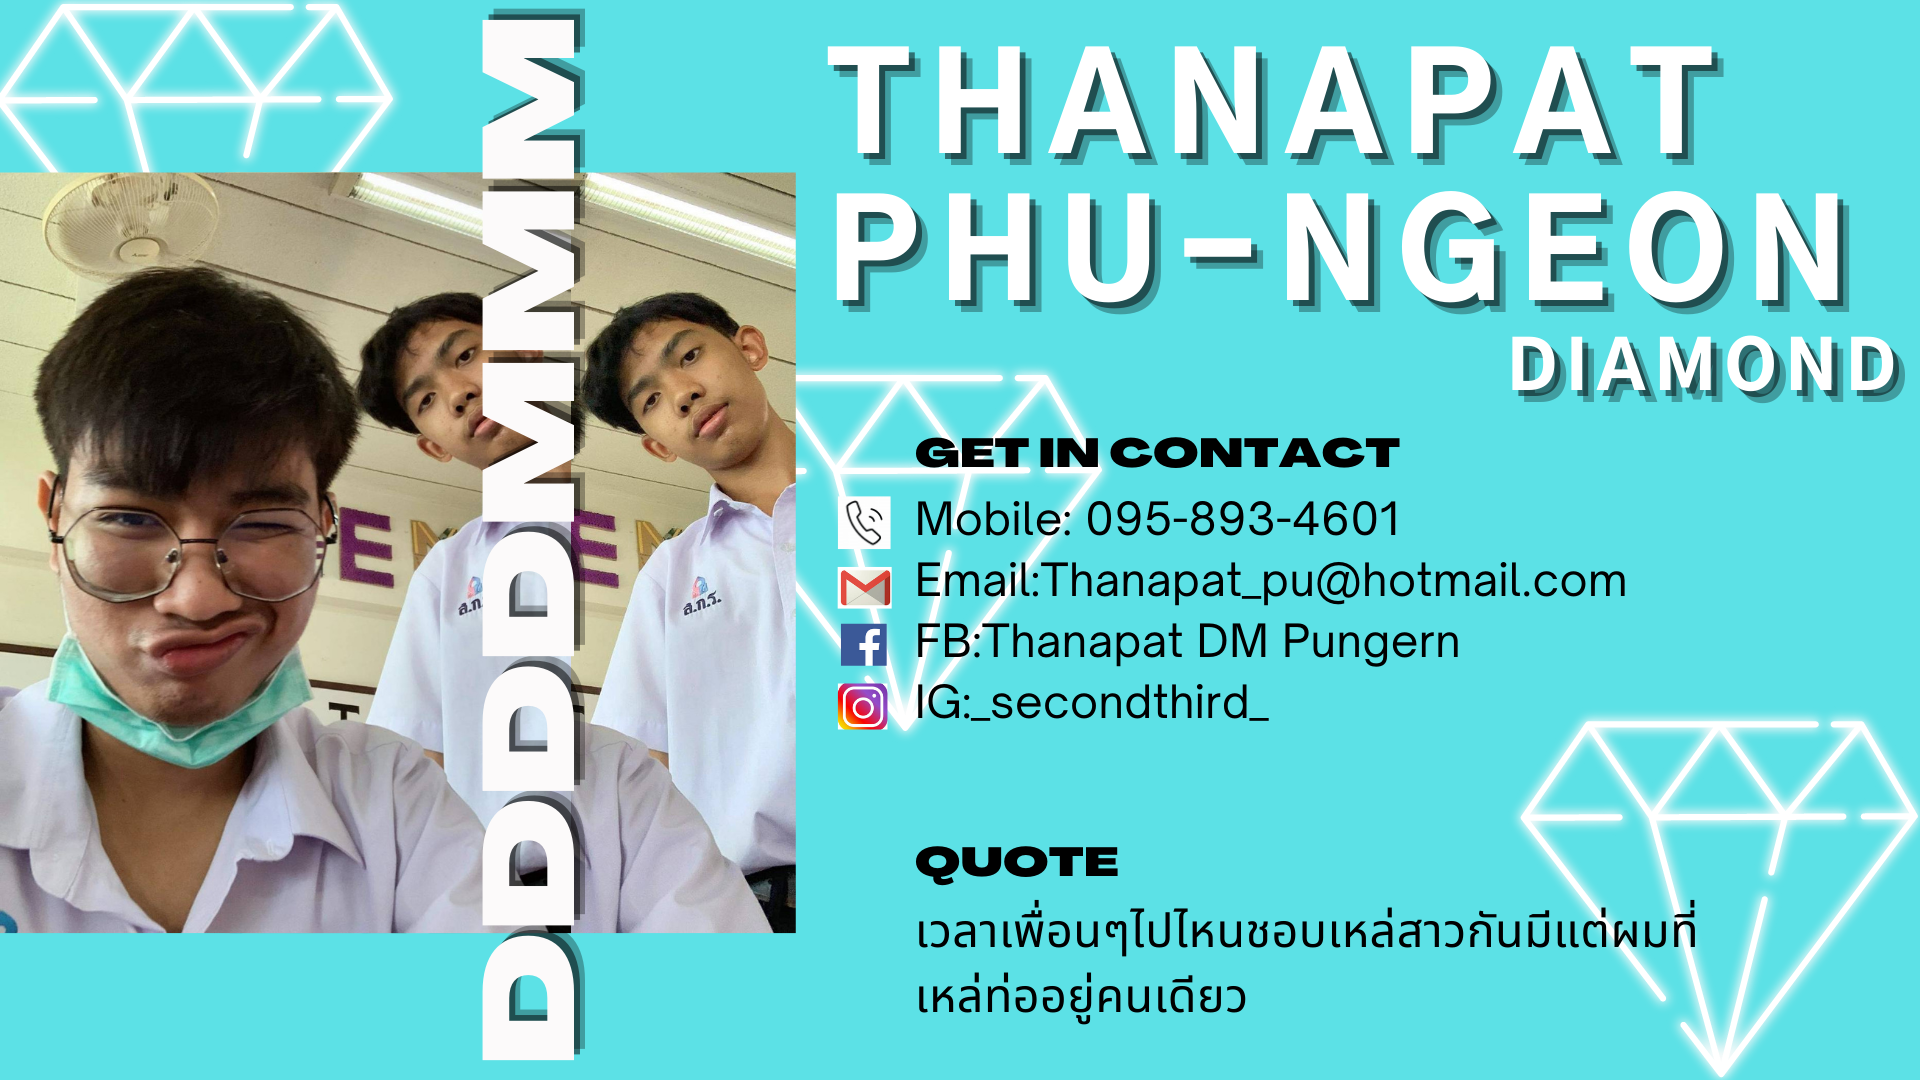 THANAPAT
PHU-NGEON
DIAMOND
DDDDMMM
GET IN CONTACT
Mobile: 095-893-4601
Email:Thanapat_pu@hotmail.com
FB:Thanapat DM Pungern
IG:_secondthird_
QUOTE
เวลาเพื่อนๆไปไหนชอบเหล่สาวกันมีแต่ผมที่
เหล่ท่ออยู่คนเดียว
ส.ก.ร.